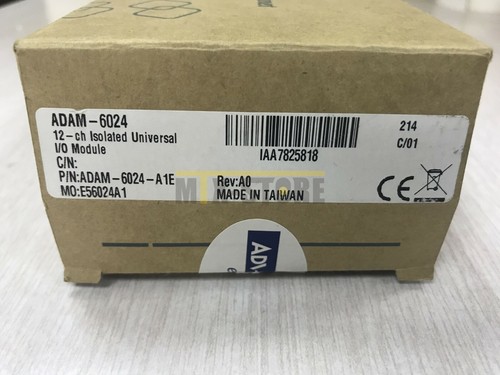 ADAM-6024
12-ch Isolated Universal
I/O Module
C/N:
P/N:ADAM-6024-A1E
MO:E56024A1
IAA7825818
Rev:A0
MADE IN TAIWAN
214
C/01
CE